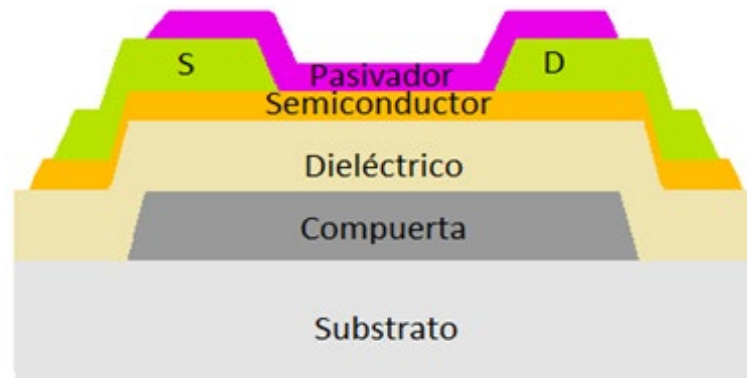 S
D
Pasivador
Semiconductor
Dieléctrico
Compuerta
Substrato